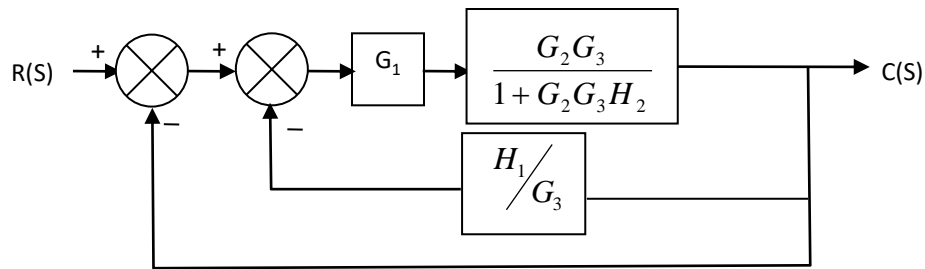 +
R(S)
+
G₁
G₂G₃
1 + G₂G₃H₂
C(S)
−
−
H₁/G₃